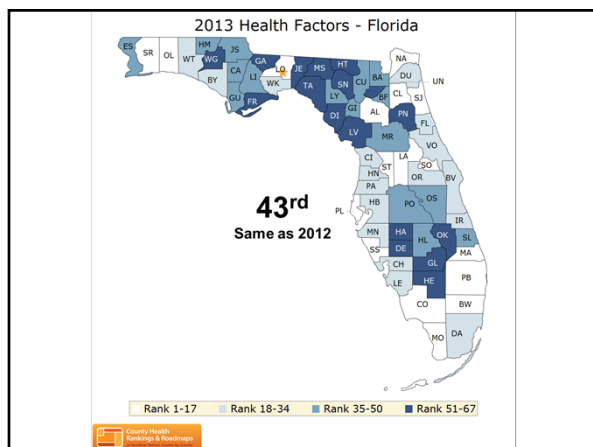 2013 Health Factors - Florida
ES
SR
OL
WT
HM
WG
JS
BY
CA
GU
LI
GA
FR
LO
WK
JE
TA
MS
HT
SN
LY
DI
GI
CU
BA
BF
LV
NA
DU
UN
CL
SJ
AL
PN
FL
MR
VO
LA
CI
ST
SO
HN
OR
BV
PA
PL
HB
PO
OS
IR
MN
HA
HL
OK
SL
SS
DE
MA
CH
GL
LE
HE
PB
CO
BW
MO
DA
43rd
Same as 2012
Rank 1-17 Rank 18-34 Rank 35-50 Rank 51-67
County Health
Rankings & Roadmaps